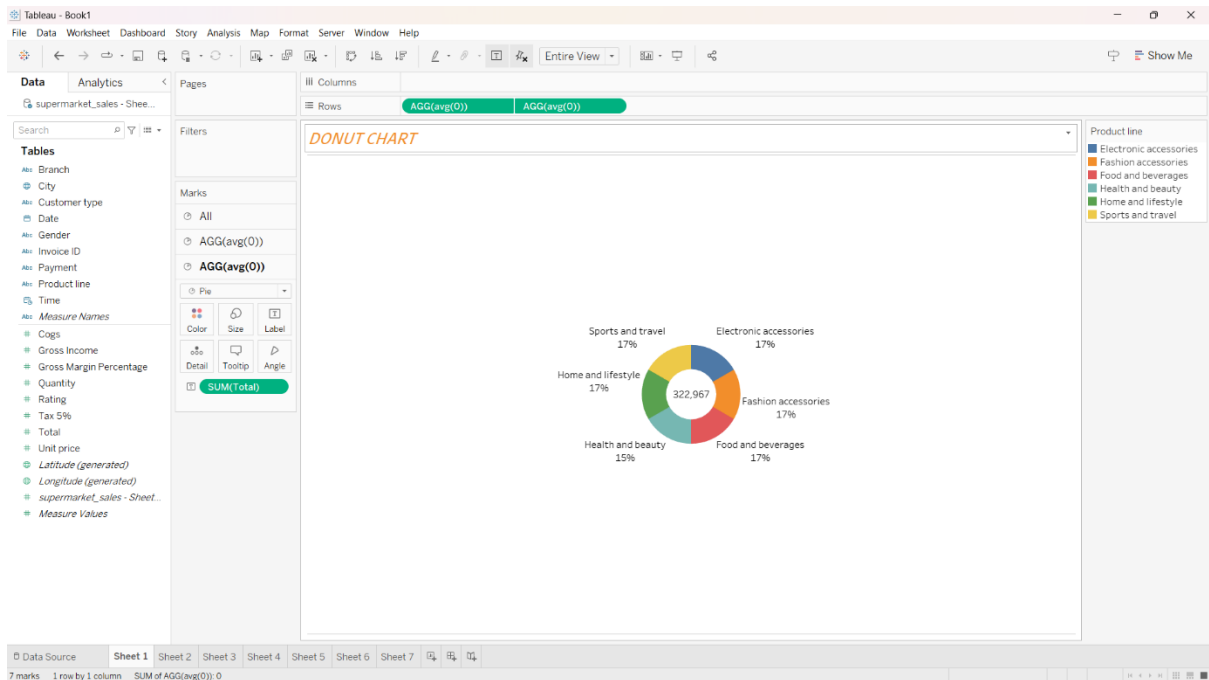 Tableau - Book1
File Data Worksheet Dashboard Story Analysis Map Format Server Window Help
Entire View
Show Me
Data Analytics
supermarket_sales - Shee...
Search
Tables
Abc Branch
City
Abc Customer type
Date
Abc Gender
Abc Invoice ID
Abc Payment
Abc Product line
Time
Abc Measure Names
# Cogs
# Gross Income
# Gross Margin Percentage
# Quantity
# Rating
# Tax 5%
# Total
# Unit price
Latitude (generated)
Longitude (generated)
# supermarket_sales - Sheet...
# Measure Values
Pages
Filters
Marks
All
AGG(avg(0))
AGG(avg(0))
Pie
Color Size Label
Detail Tooltip Angle
SUM(Total)
Columns
Rows AGG(avg(0)) AGG(avg(0))
DONUT CHART
Sports and travel
17%
Electronic accessories
17%
Home and lifestyle
17%
322,967
Fashion accessories
17%
Health and beauty
15%
Food and beverages
17%
Product line
Electronic accessories
Fashion accessories
Food and beverages
Health and beauty
Home and lifestyle
Sports and travel
Data Source Sheet 1 Sheet 2 Sheet 3 Sheet 4 Sheet 5 Sheet 6 Sheet 7
7 marks 1 row by 1 column SUM of AGG(avg(0)): 0